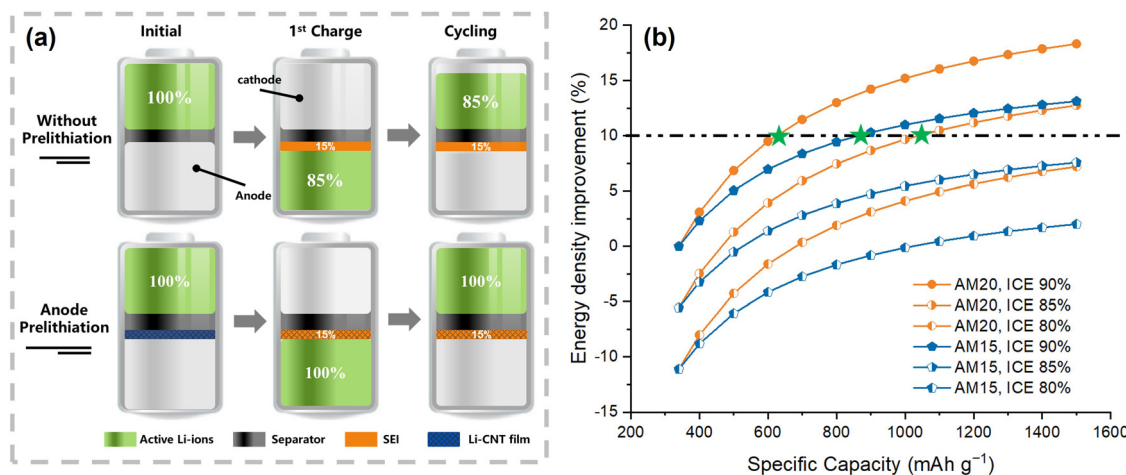 (a)
Initial
1st Charge
Cycling
Without
Prelithiation
100%
cathode
Anode
15%
85%
85%
15%
Anode
Prelithiation
100%
15%
100%
100%
15%
Active Li-ions
Separator
SEI
Li-CNT film
(b)
Energy density improvement (%)
20
15
10
5
0
-5
-10
-15
AM20, ICE 90%
AM20, ICE 85%
AM20, ICE 80%
AM15, ICE 90%
AM15, ICE 85%
AM15, ICE 80%
200 400 600 800 1000 1200 1400 1600
Specific Capacity (mAh g⁻¹)